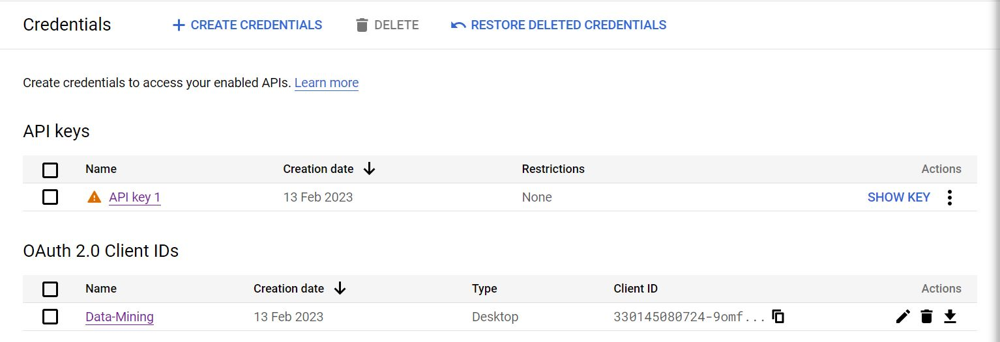 Credentials CREATE CREDENTIALS DELETE RESTORE DELETED CREDENTIALS
Create credentials to access your enabled APIs. Learn more
API keys
Name Creation date Restrictions Actions
API key 1 13 Feb 2023 None SHOW KEY
OAuth 2.0 Client IDs
Name Creation date Type Client ID Actions
Data-Mining 13 Feb 2023 Desktop 330145080724-9omf...